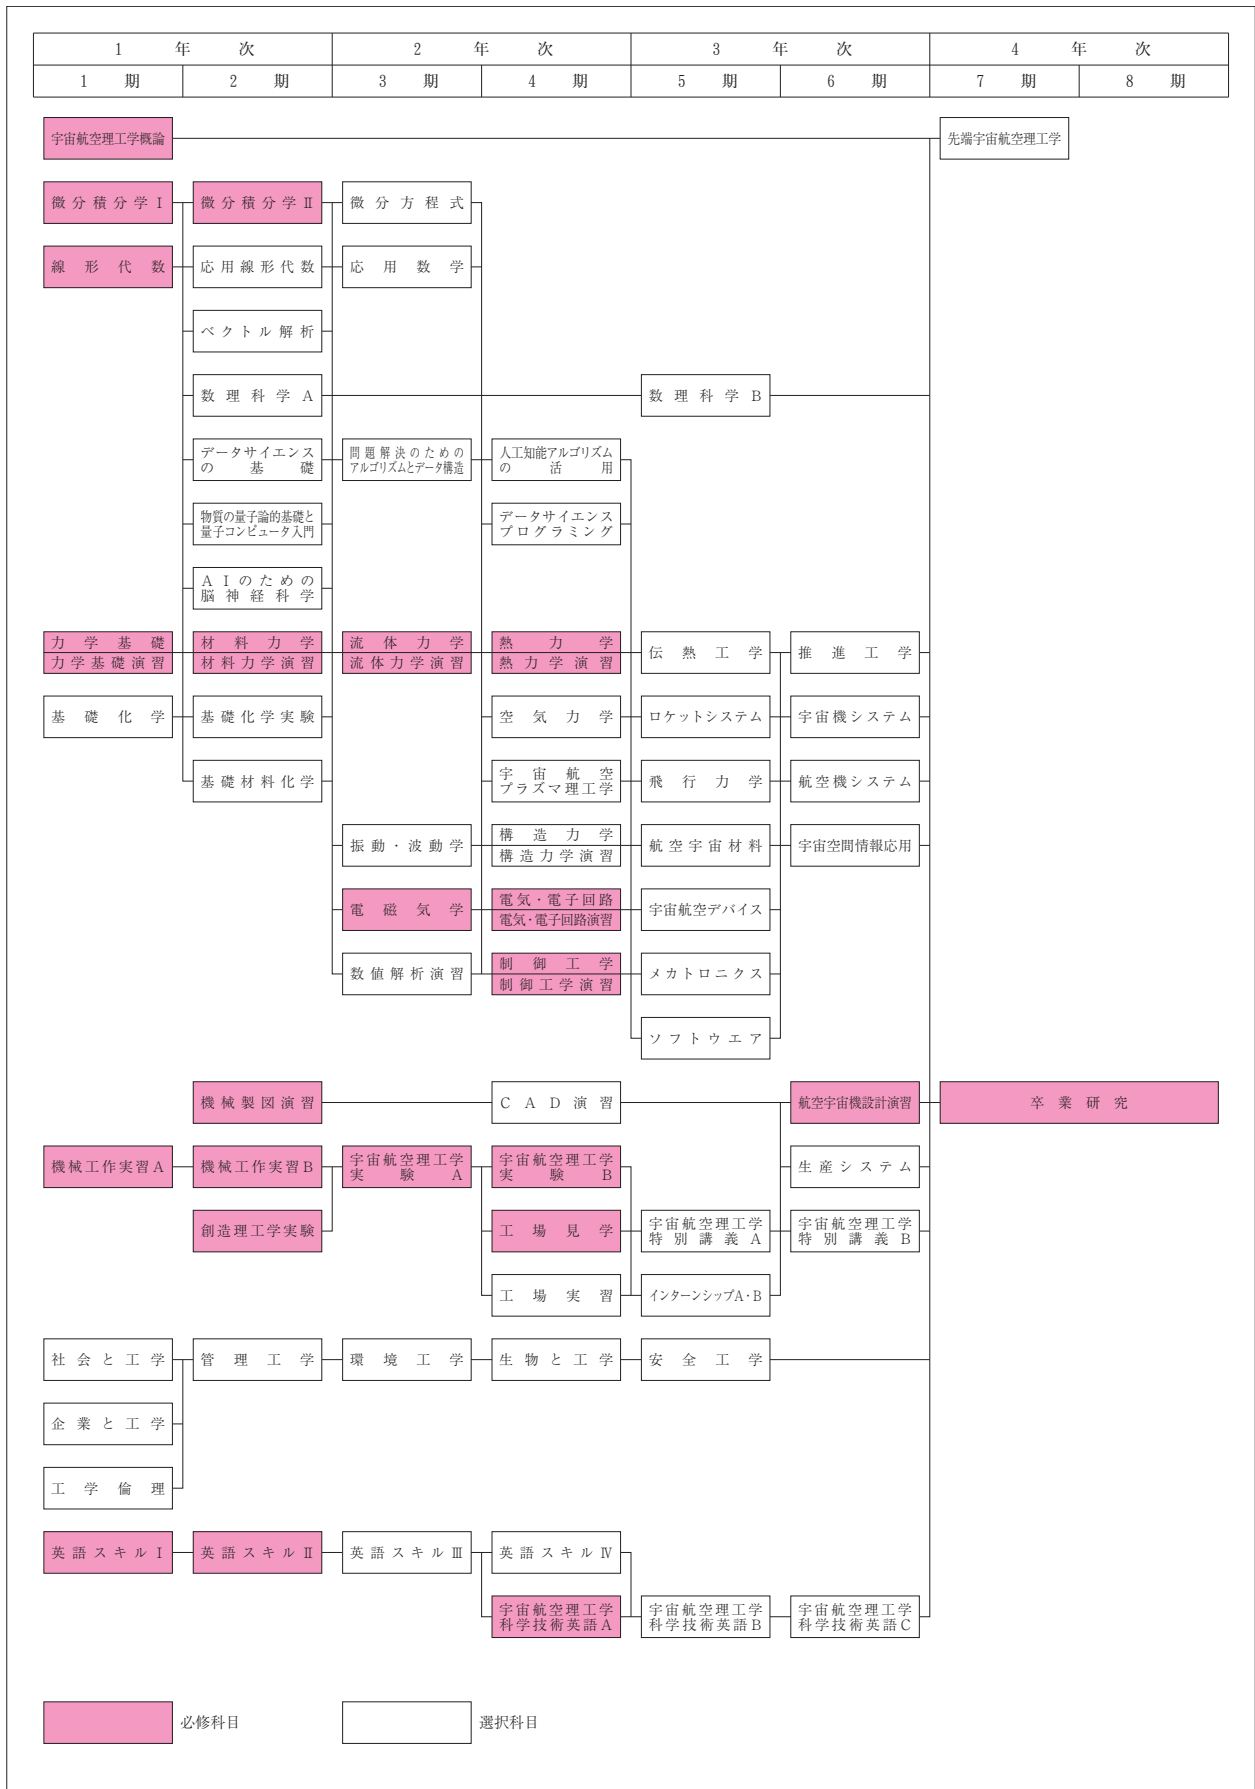 1 年 次 2 年 次 3 年 次 4 年 次
1 期 2 期 3 期 4 期 5 期 6 期 7 期 8 期
宇宙航空理工学概論 先端宇宙航空理工学
微分積分学Ⅰ 微分積分学Ⅱ 微分方程式
線形代数 応用線形代数 応用数学
ベクトル解析
数理科学A 数理科学B
データサイエンス
の基礎
問題解決のための
アルゴリズムとデータ構造
人工知能アルゴリズム
の活用
物質の量子論的基礎と
量子コンピュータ入門
データサイエンス
プログラミング
AIのための
脳神経科学
力学基礎 材料力学 流体力学 熱力学
力学基礎演習 材料力学演習 流体力学演習 熱力学演習
伝熱工学 推進工学
基礎化学 基礎化学実験 空気力学 ロケットシステム 宇宙機システム
基礎材料化学
宇宙航空
プラズマ理工学
飛行力学 航空機システム
振動・波動学
構造力学
構造力学演習
航空宇宙材料 宇宙空間情報応用
電磁気学
電気・電子回路
電気・電子回路演習
宇宙航空デバイス
数値解析演習
制御工学
制御工学演習
メカトロニクス
ソフトウエア
機械製図演習 CAD演習 航空宇宙機設計演習 卒業研究
機械工作実習A 機械工作実習B
宇宙航空理工学
実験A
宇宙航空理工学
実験B
生産システム
創造理工学実験 工場見学
宇宙航空理工学
特別講義A
宇宙航空理工学
特別講義B
工場実習 インターンシップA・B
社会と工学 管理工学 環境工学 生物と工学 安全工学
企業と工学
工学倫理
英語スキルⅠ 英語スキルⅡ 英語スキルⅢ 英語スキルⅣ
宇宙航空理工学
科学技術英語A
宇宙航空理工学
科学技術英語B
宇宙航空理工学
科学技術英語C
必修科目 選択科目